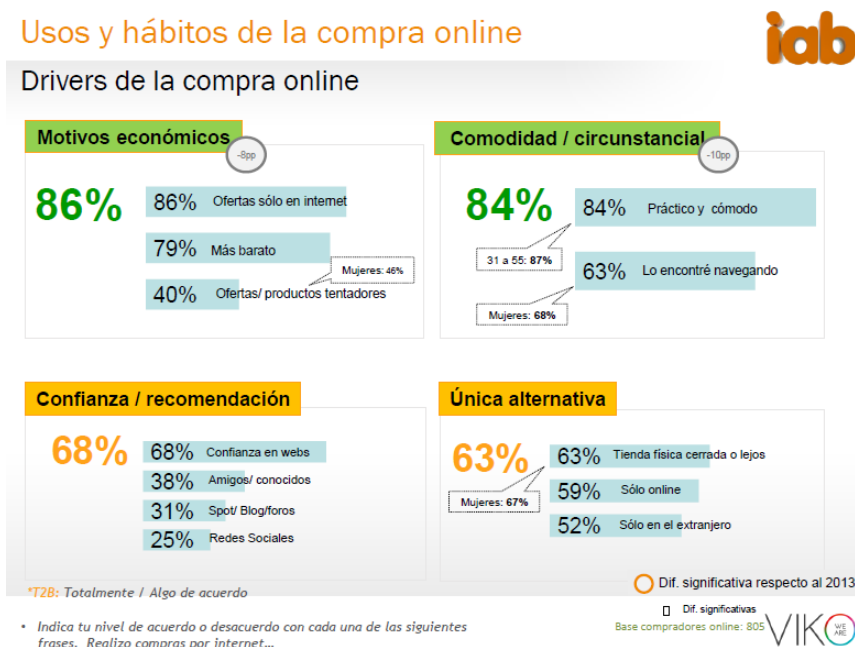 Usos y hábitos de la compra online
iab
Drivers de la compra online
Motivos económicos
-8pp
86%
86% Ofertas sólo en internet
79% Más barato
Mujeres: 46%
40% Ofertas/ productos tentadores
Comodidad / circunstancial
-10pp
84%
84% Práctico y cómodo
31 a 55: 87%
63% Lo encontré navegando
Mujeres: 68%
Confianza / recomendación
68%
68% Confianza en webs
38% Amigos/ conocidos
31% Spot/ Blog/foros
25% Redes Sociales
Única alternativa
63%
63% Tienda física cerrada o lejos
Mujeres: 67%
59% Sólo online
52% Sólo en el extranjero
*T2B: Totalmente / Algo de acuerdo
Dif. significativa respecto al 2013
Dif. significativas
Base compradores online: 805
• Indica tu nivel de acuerdo o desacuerdo con cada una de las siguientes
frases. Realizo compras por internet…
VIKO
WE
ARE